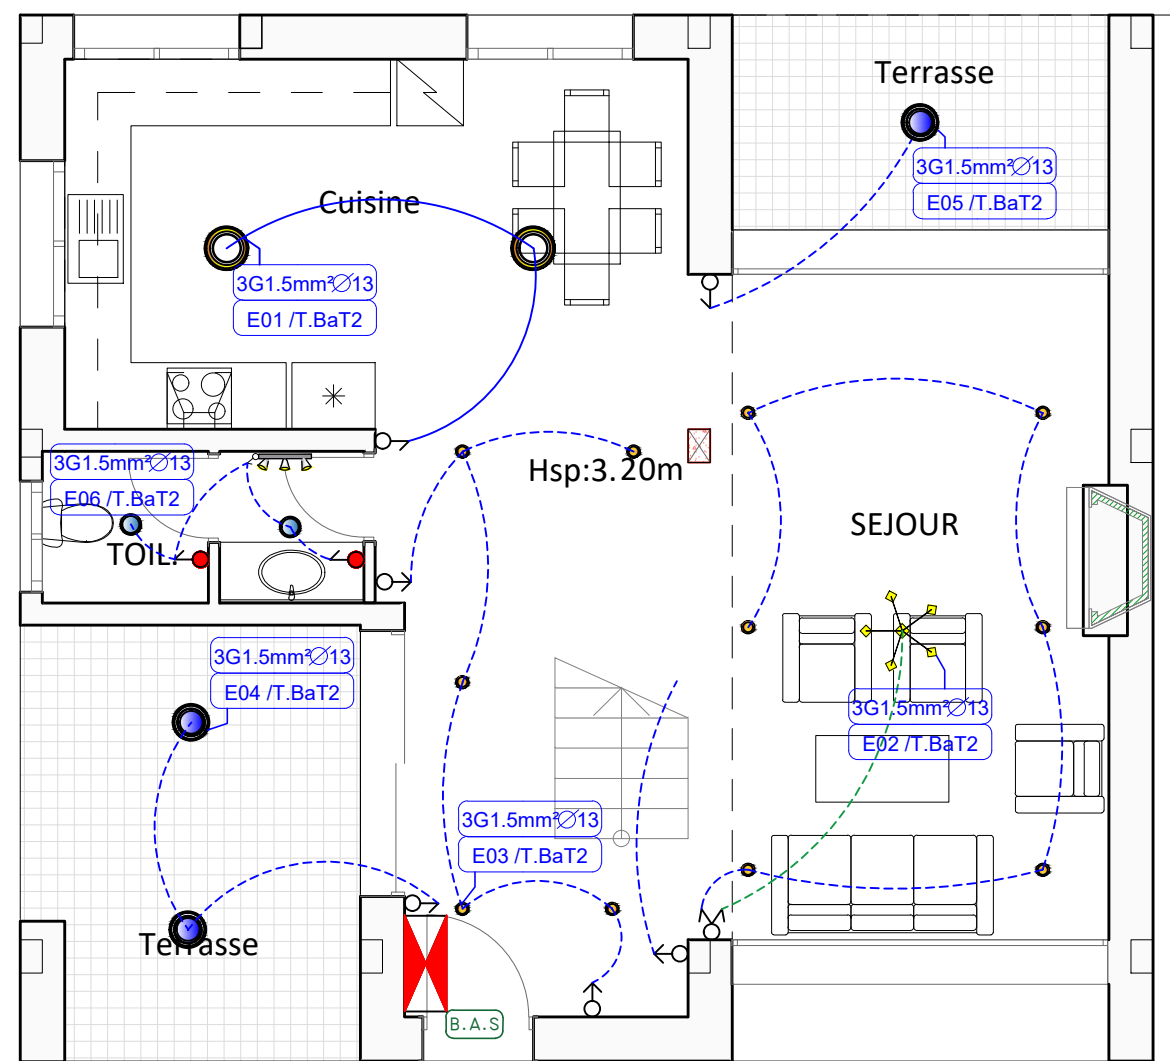 Terrasse
3G1.5mm²∅13
E05 /T.BaT2
Cuisine
3G1.5mm²∅13
E01 /T.BaT2
3G1.5mm²∅13
E06 /T.BaT2
Hsp:3.20m
SEJOUR
TOIL.
3G1.5mm²∅13
E04 /T.BaT2
3G1.5mm²∅13
E02 /T.BaT2
3G1.5mm²∅13
E03 /T.BaT2
Terrasse
B.A.S